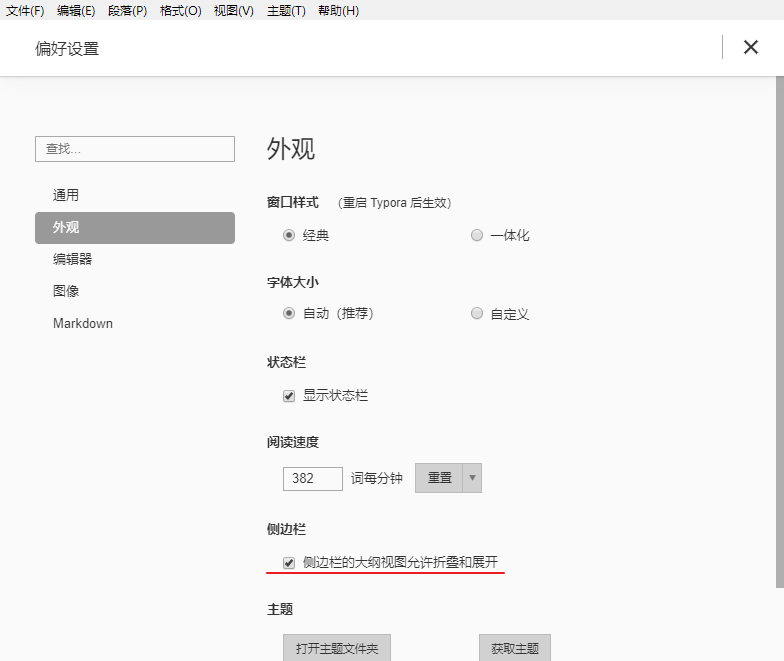 文件(F) 编辑(E) 段落(P) 格式(O) 视图(V) 主题(T) 帮助(H)
偏好设置
查找...
通用
外观
编辑器
图像
Markdown
外观
窗口样式 (重启 Typora 后生效)
经典 一体化
字体大小
自动（推荐） 自定义
状态栏
显示状态栏
阅读速度
382 词每分钟 重置
侧边栏
侧边栏的大纲视图允许折叠和展开
主题
打开主题文件夹 获取主题